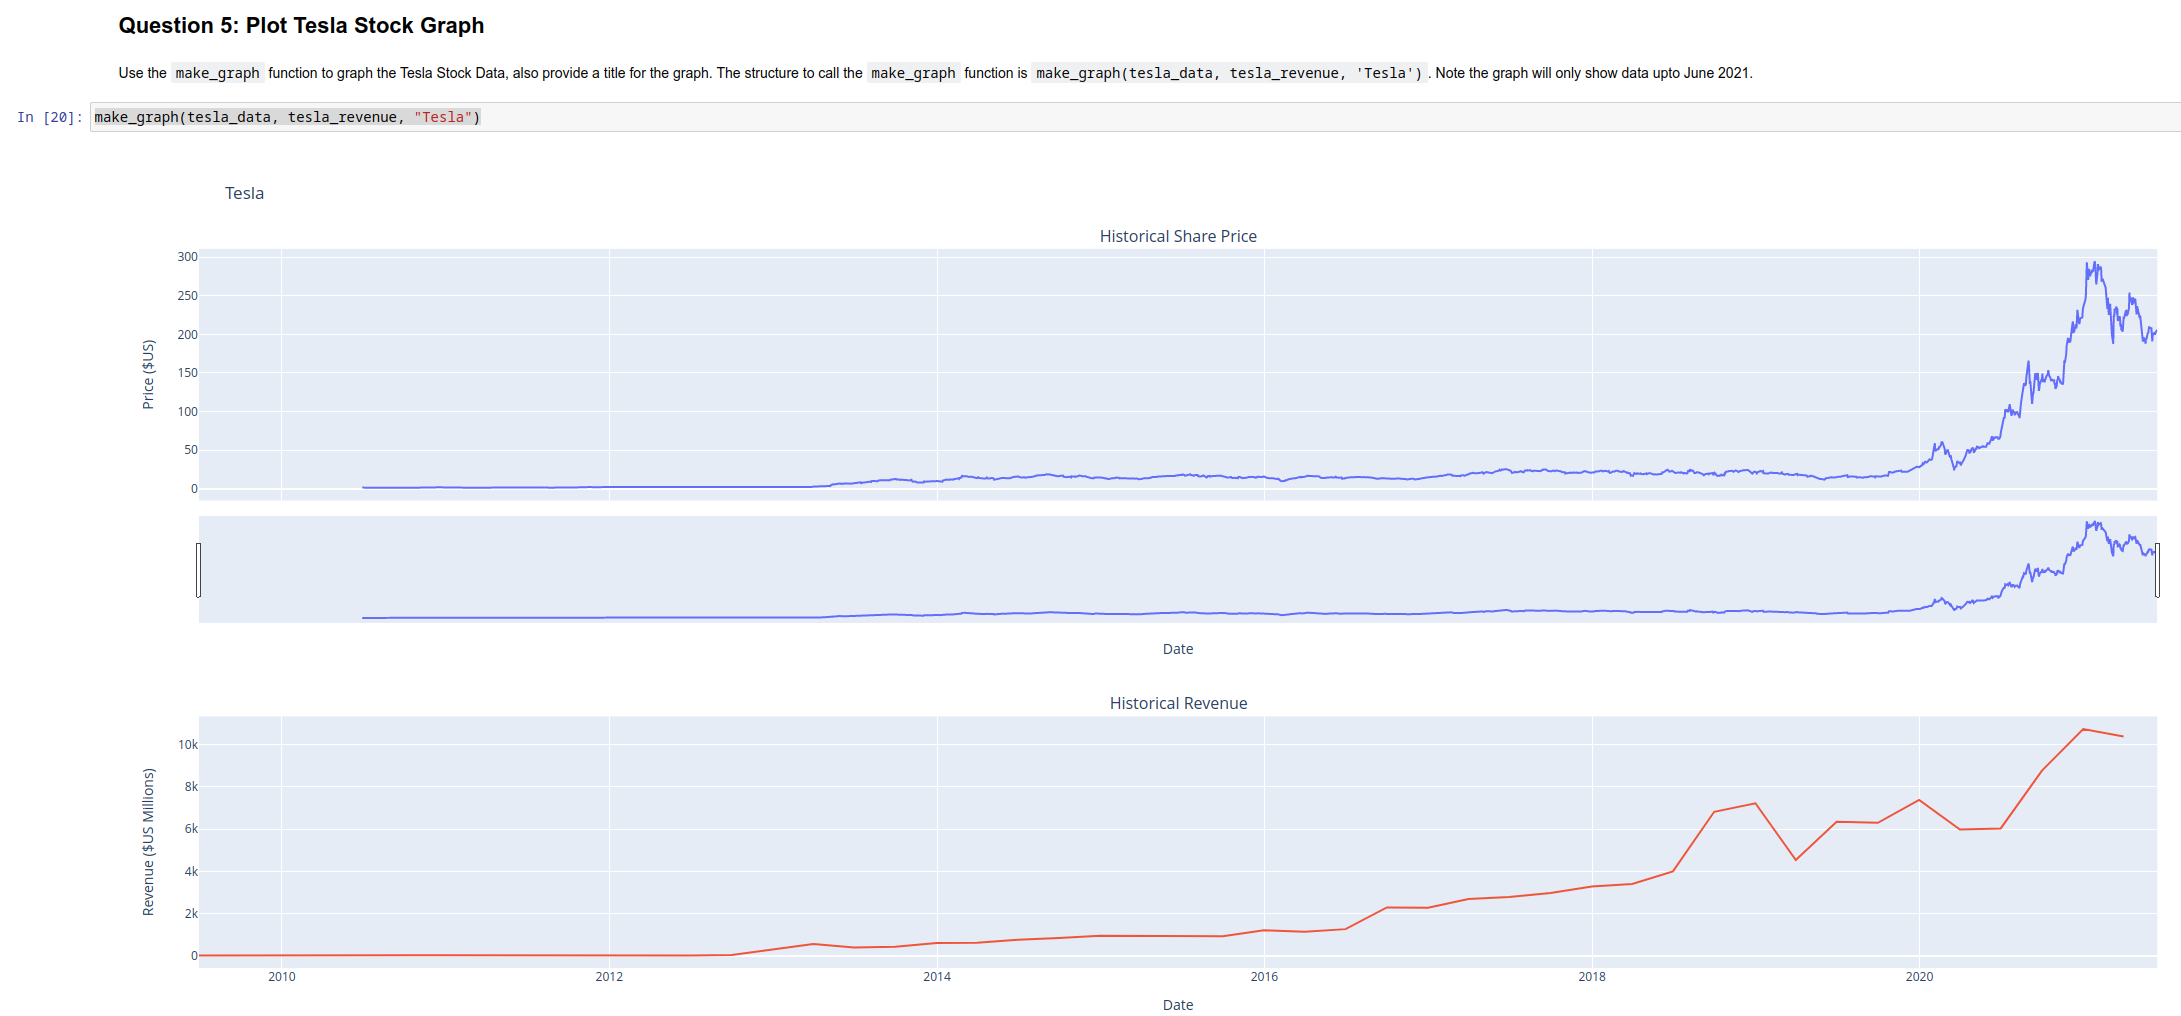 Question 5: Plot Tesla Stock Graph
Use the make_graph function to graph the Tesla Stock Data, also provide a title for the graph. The structure to call the make_graph function is make_graph(tesla_data, tesla_revenue, 'Tesla') . Note the graph will only show data upto June 2021.
In [20]: make_graph(tesla_data, tesla_revenue, "Tesla")
Tesla
Historical Share Price
Price ($US)
300
250
200
150
100
50
0
Date
Historical Revenue
Revenue ($US Millions)
10k
8k
6k
4k
2k
0
2010 2012 2014 2016 2018 2020
Date